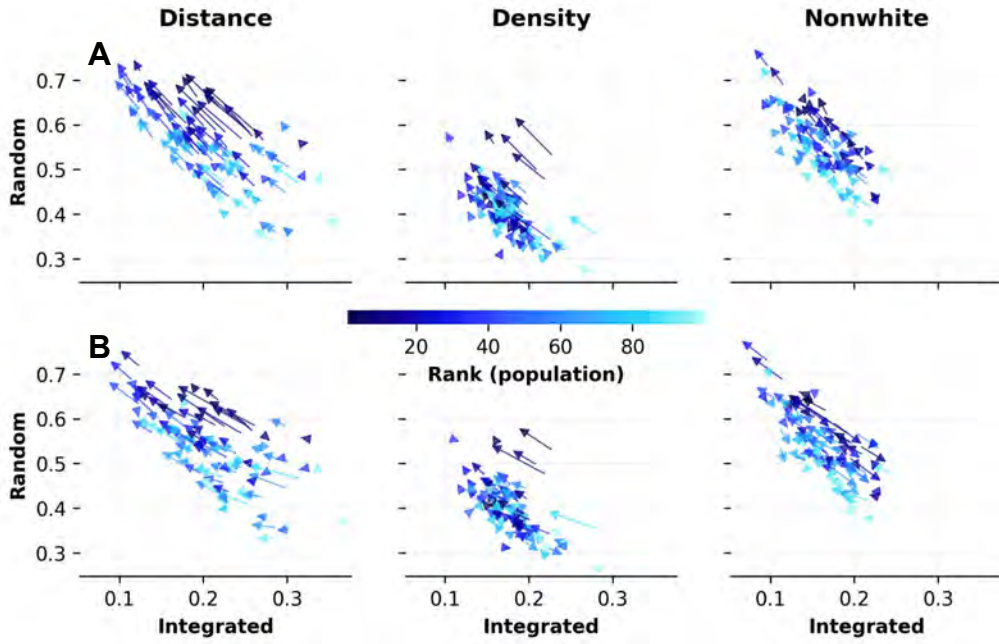 Distance Density Nonwhite
A
0.7
0.6
0.5
0.4
0.3
Random
0.1 0.2 0.3 0.1 0.2 0.3 0.1 0.2 0.3
B
20 40 60 80
Rank (population)
0.7
0.6
0.5
0.4
0.3
Random
Integrated Integrated Integrated